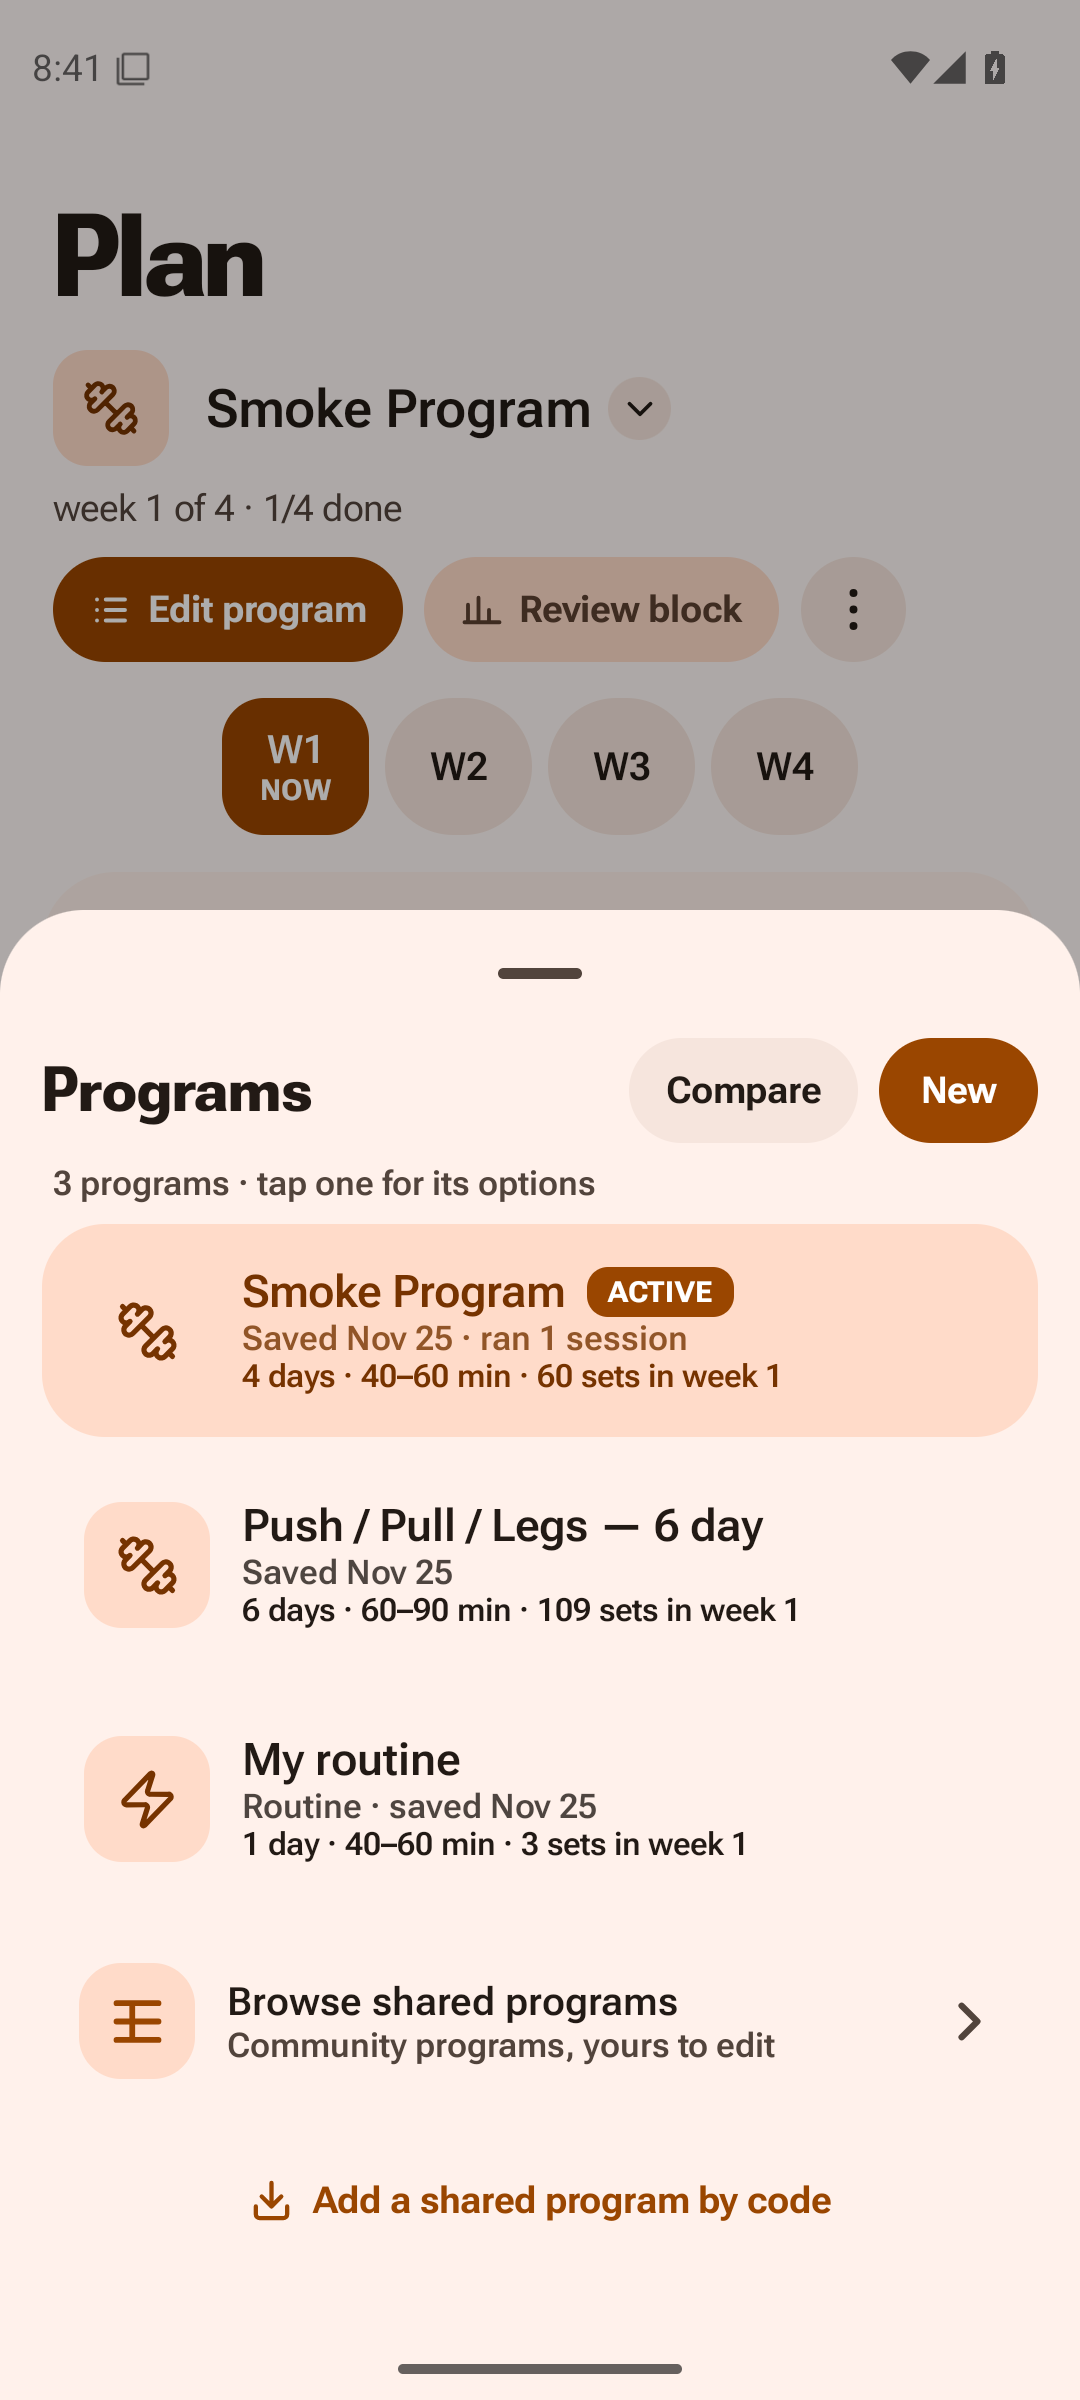 8:41
Plan
Smoke Program
week 1 of 4 · 1/4 done
Edit program
Review block
W1
NOW
W2
W3
W4
Programs
Compare
New
3 programs · tap one for its options
Smoke Program ACTIVE
Saved Nov 25 · ran 1 session
4 days · 40–60 min · 60 sets in week 1
Push / Pull / Legs — 6 day
Saved Nov 25
6 days · 60–90 min · 109 sets in week 1
My routine
Routine · saved Nov 25
1 day · 40–60 min · 3 sets in week 1
Browse shared programs
Community programs, yours to edit
Add a shared program by code